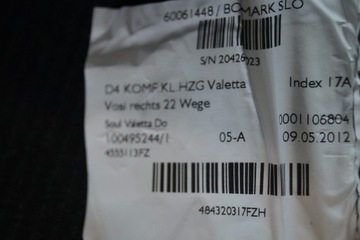 60061448 / BOMARK SLO
S/N 20426023
D4 KOMF KL HZG Valetta Index 17A
Vosi rechts 22 Wege
Soul Valetta Do 0001106804
100495244/1 05-A 09.05.2012
4555113FZ
484320317FZH